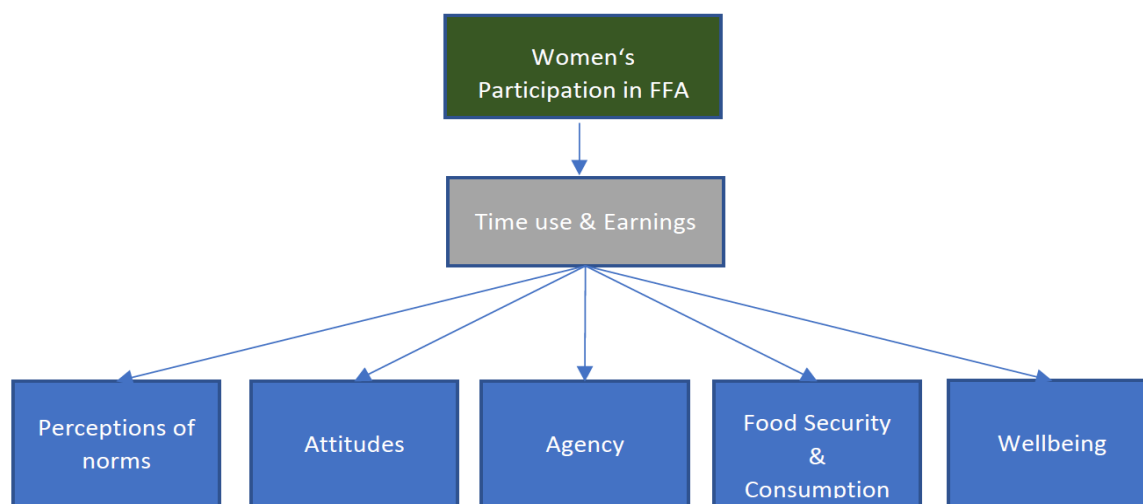 Women‘s
Participation in FFA
Time use & Earnings
Perceptions of
norms
Attitudes
Agency
Food Security
&
Consumption
Wellbeing